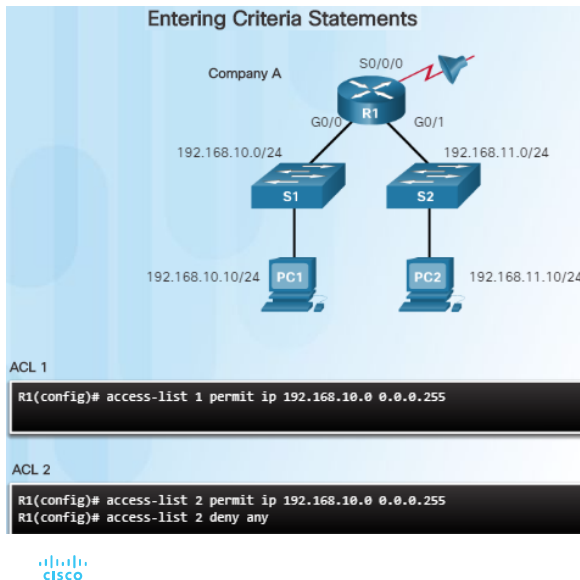 Entering Criteria Statements
Company A
S0/0/0
R1
G0/0
G0/1
192.168.10.0/24
192.168.11.0/24
S1
S2
192.168.10.10/24
PC1
PC2
192.168.11.10/24
ACL 1
R1(config)# access-list 1 permit ip 192.168.10.0 0.0.0.255
ACL 2
R1(config)# access-list 2 permit ip 192.168.10.0 0.0.0.255
R1(config)# access-list 2 deny any
CISCO